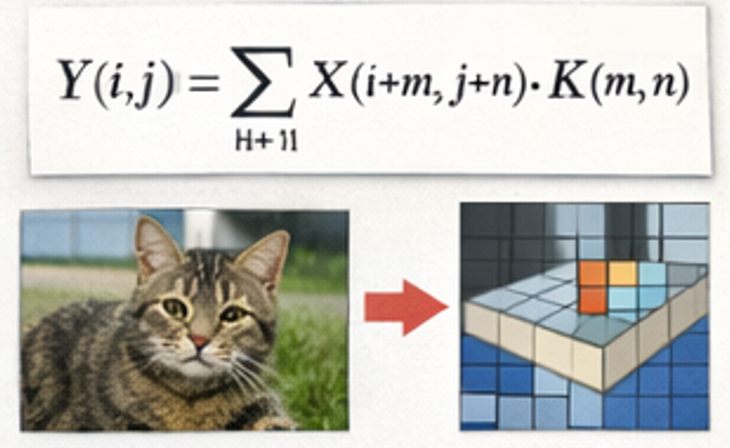 Y(i,j) = ∑ X(i+m, j+n)· K(m, n)
H+11